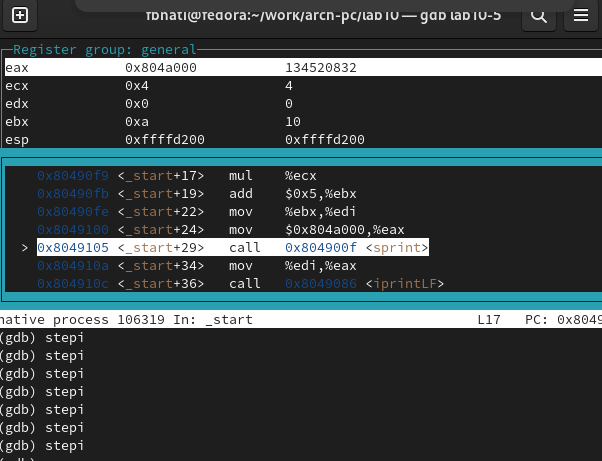 fbnati@fedora:~/work/arch-pc/lab10 — gdb lab10-5
Register group: general
eax 0x804a000 134520832
ecx 0x4 4
edx 0x0 0
ebx 0xa 10
esp 0xffffd200 0xffffd200
0x80490f9 <_start+17> mul %ecx
0x80490fb <_start+19> add $0x5,%ebx
0x80490fe <_start+22> mov %ebx,%edi
0x8049100 <_start+24> mov $0x804a000,%eax
> 0x8049105 <_start+29> call 0x804900f <sprint>
0x804910a <_start+34> mov %edi,%eax
0x804910c <_start+36> call 0x8049086 <iprintLF>
native process 106319 In: _start L17 PC: 0x8049
(gdb) stepi
(gdb) stepi
(gdb) stepi
(gdb) stepi
(gdb) stepi
(gdb) stepi
(gdb) stepi